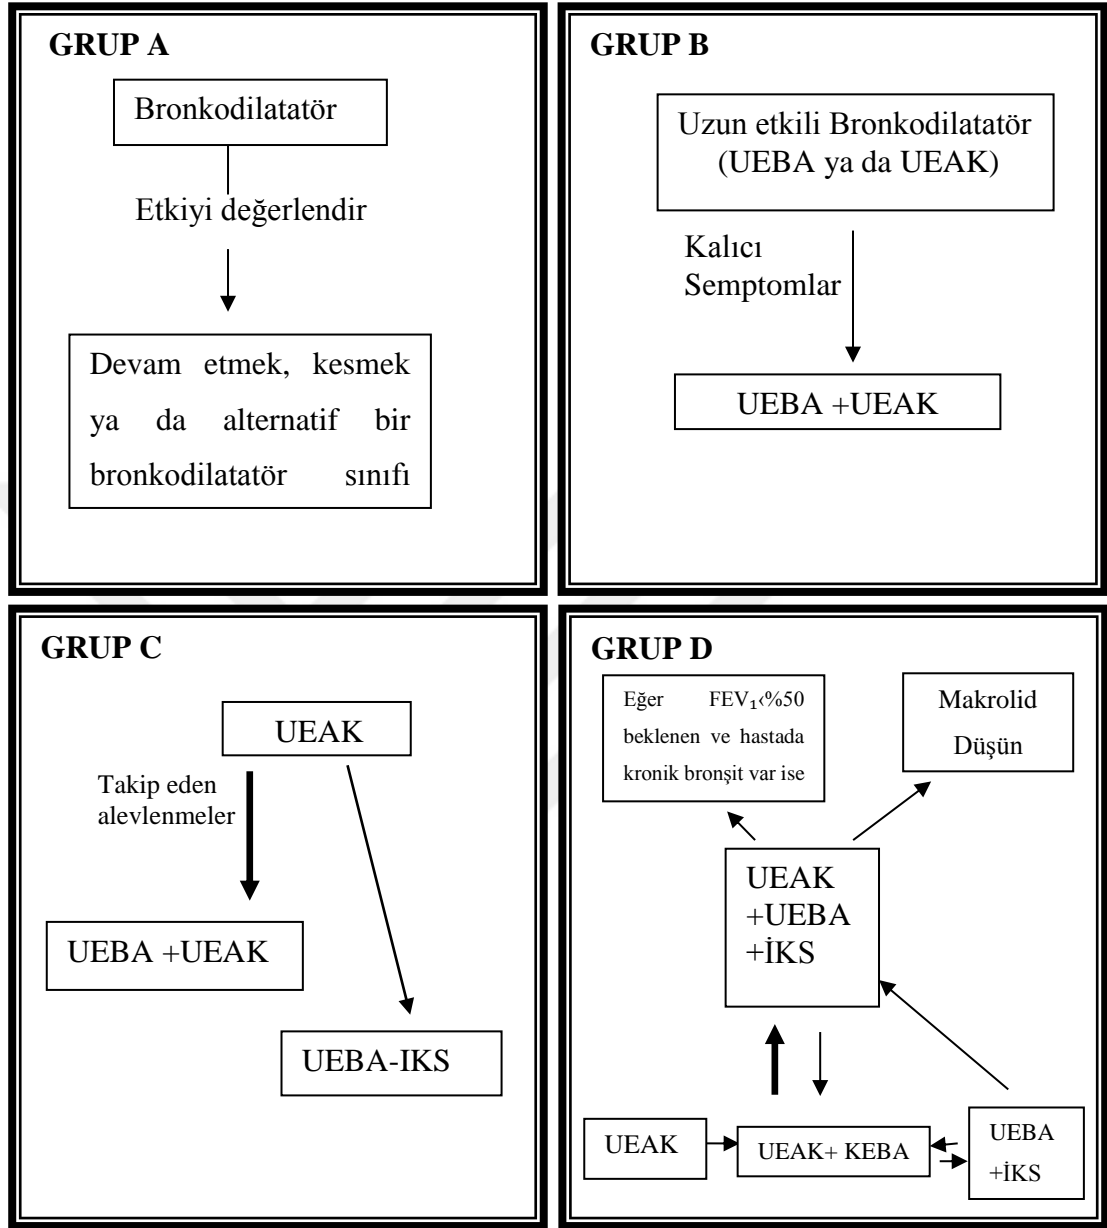 GRUP A
Bronkodilatatör
Etkiyi değerlendir
Devam etmek, kesmek
ya da alternatif bir
bronkodilatatör sınıfı
GRUP B
Uzun etkili Bronkodilatatör
(UEBA ya da UEAK)
Kalıcı
Semptomlar
UEBA +UEAK
GRUP C
UEAK
Takip eden
alevlenmeler
UEBA +UEAK
UEBA-IKS
GRUP D
Eğer FEV₁‹%50
beklenen ve hastada
kronik bronşit var ise
Makrolid
Düşün
UEAK
+UEBA
+İKS
UEAK
UEAK+ KEBA
UEBA
+İKS